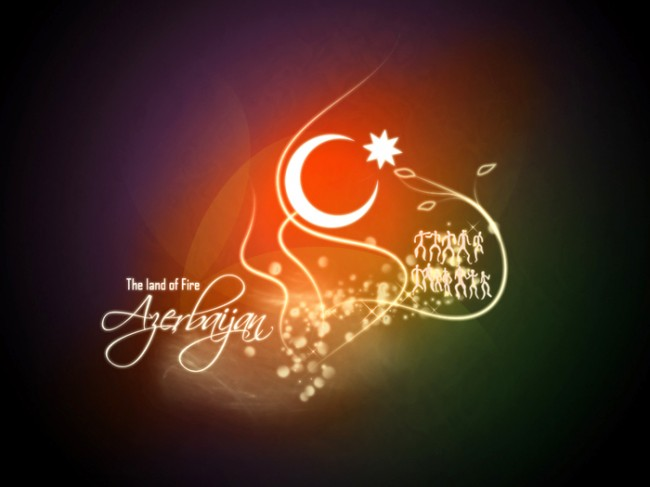 The land of Fire
Azerbaijan